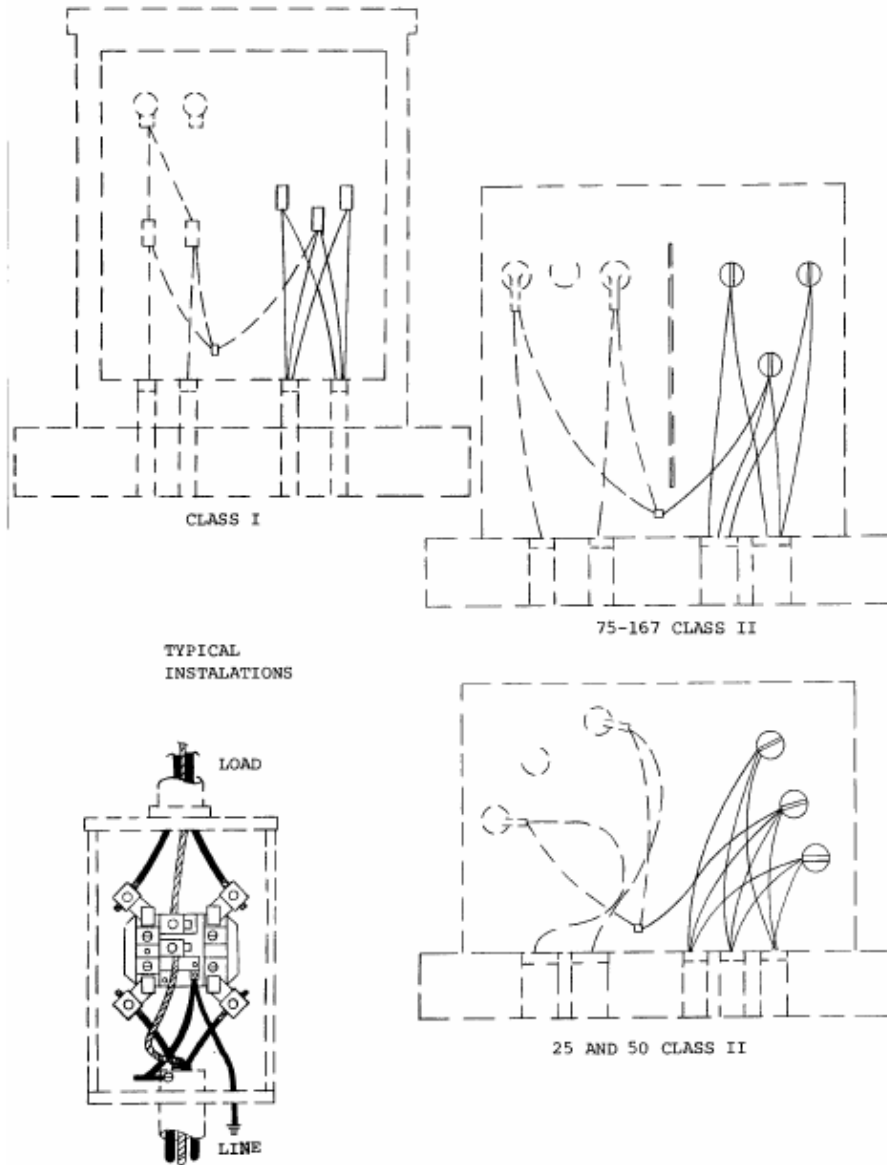 CLASS I
75-167 CLASS II
TYPICAL
INSTALATIONS
LOAD
25 AND 50 CLASS II
LINE